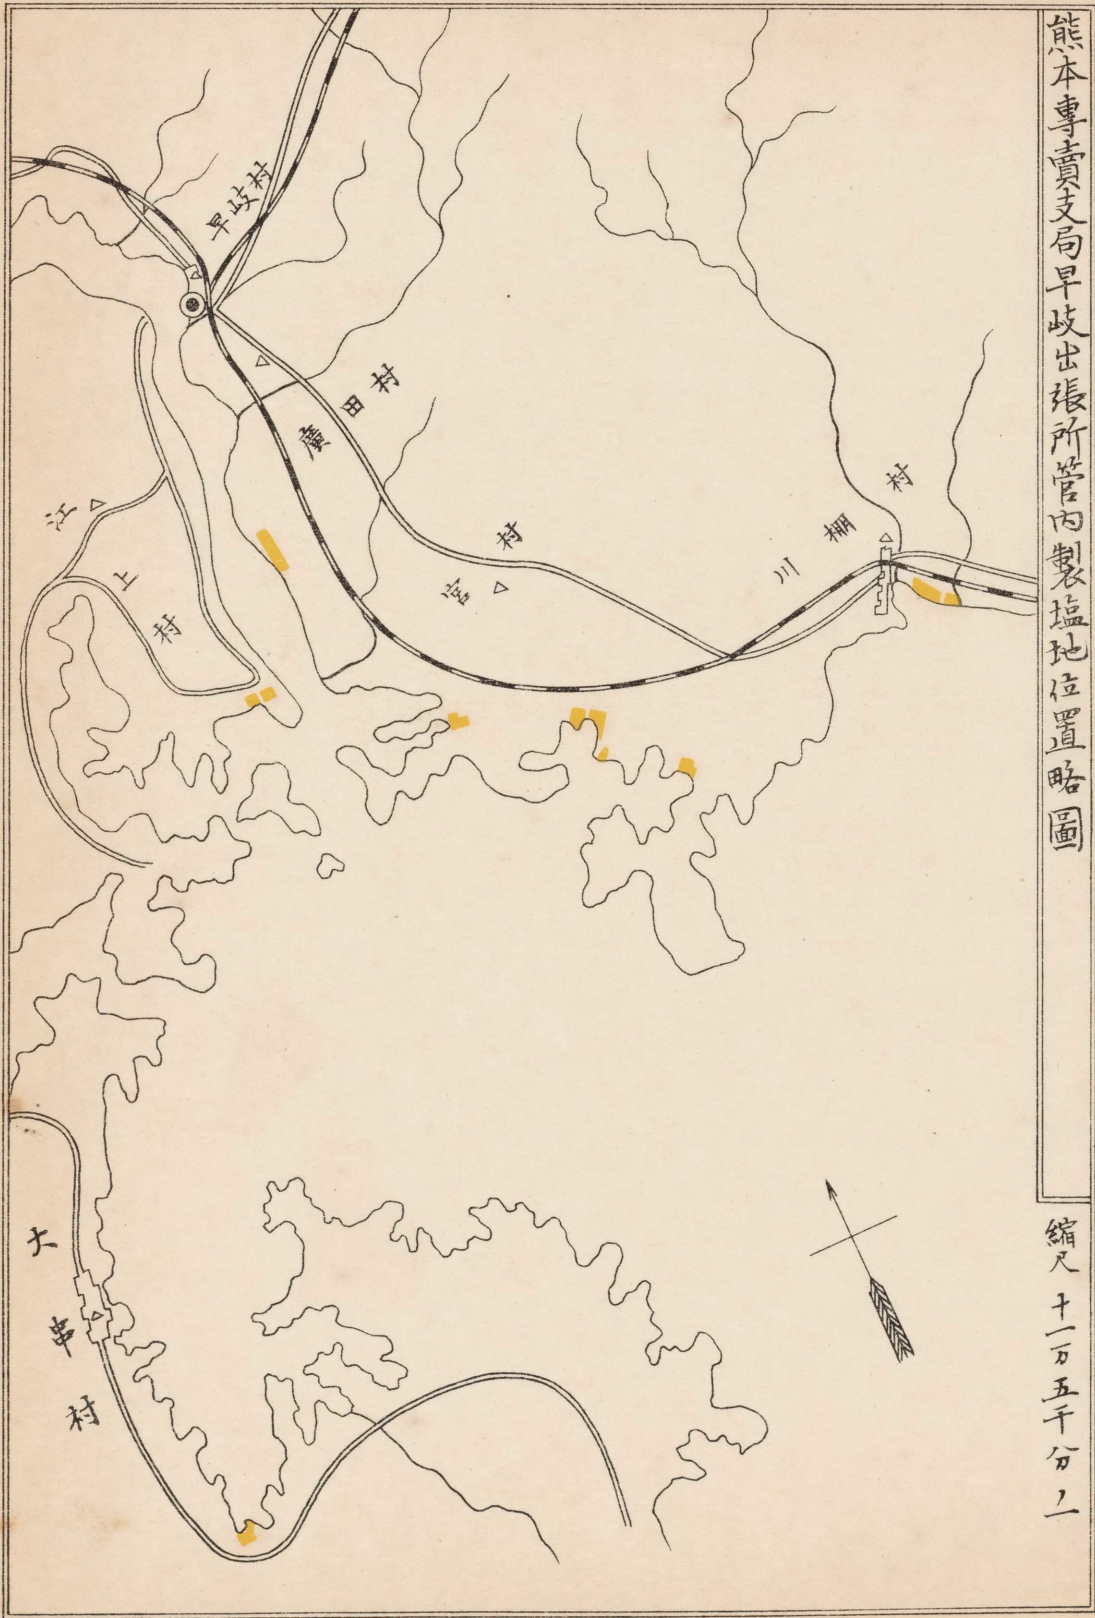 熊本專賣支局早岐出張所管内製塩地位置略圖
縮尺 十一万五千分ノ一
早岐村
廣田村
宮村
川棚村
江上村
大串村